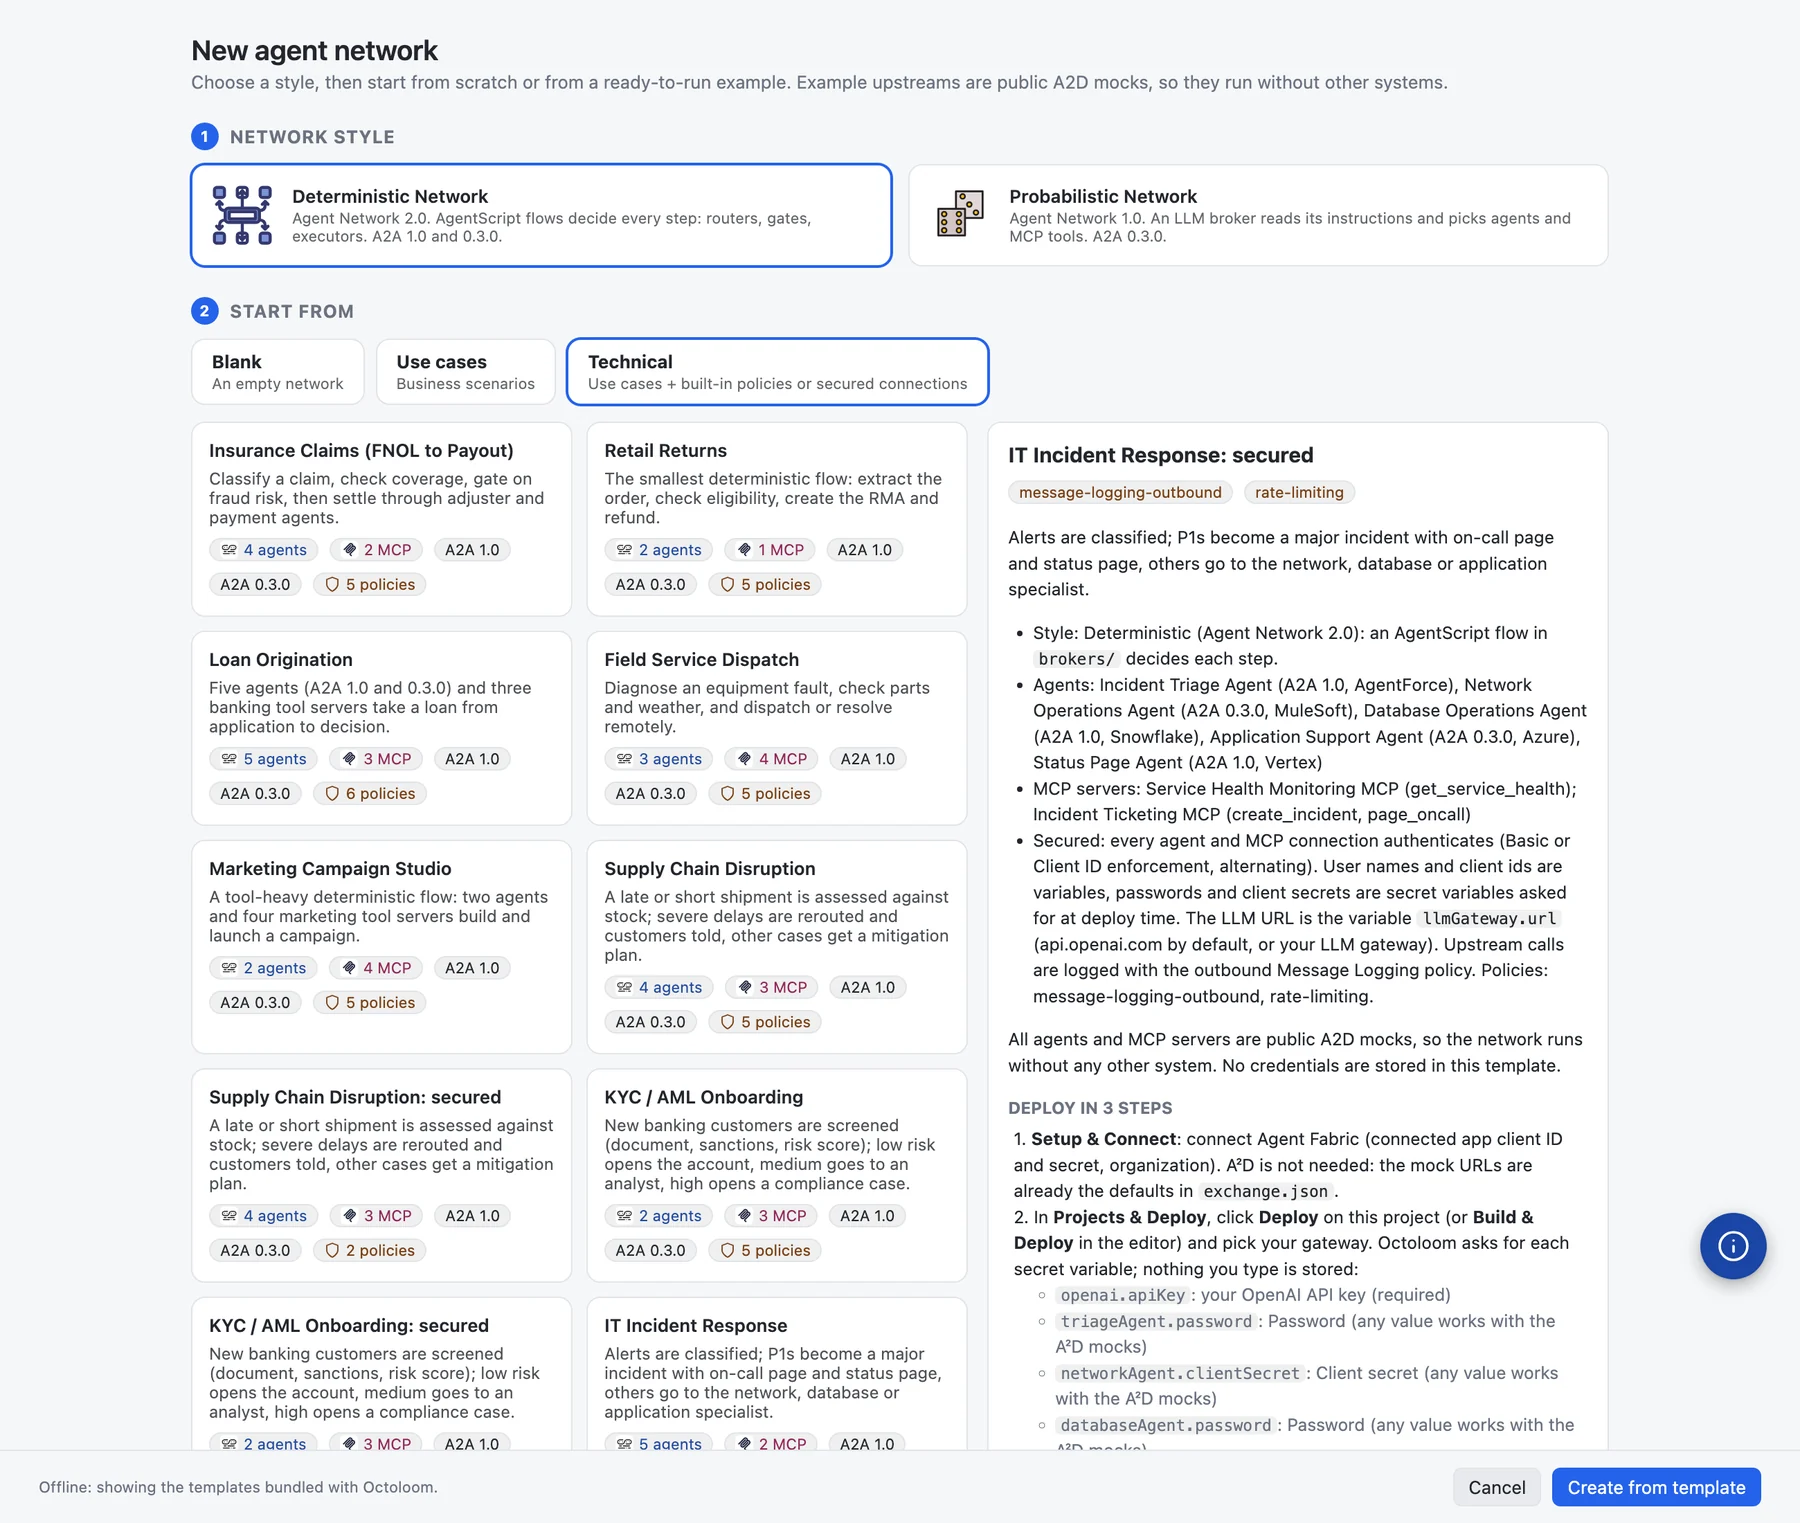 New agent network
Choose a style, then start from scratch or from a ready-to-run example. Example upstreams are public A2D mocks, so they run without other systems.
1 NETWORK STYLE
Deterministic Network
Agent Network 2.0. AgentScript flows decide every step: routers, gates,
executors. A2A 1.0 and 0.3.0.
Probabilistic Network
Agent Network 1.0. An LLM broker reads its instructions and picks agents and
MCP tools. A2A 0.3.0.
2 START FROM
Blank
An empty network
Use cases
Business scenarios
Technical
Use cases + built-in policies or secured connections
Insurance Claims (FNOL to Payout)
Classify a claim, check coverage, gate on
fraud risk, then settle through adjuster and
payment agents.
4 agents 2 MCP A2A 1.0
A2A 0.3.0 5 policies
Retail Returns
The smallest deterministic flow: extract the
order, check eligibility, create the RMA and
refund.
2 agents 1 MCP A2A 1.0
A2A 0.3.0 5 policies
Loan Origination
Five agents (A2A 1.0 and 0.3.0) and three
banking tool servers take a loan from
application to decision.
5 agents 3 MCP A2A 1.0
A2A 0.3.0 6 policies
Field Service Dispatch
Diagnose an equipment fault, check parts
and weather, and dispatch or resolve
remotely.
3 agents 4 MCP A2A 1.0
A2A 0.3.0 5 policies
Marketing Campaign Studio
A tool-heavy deterministic flow: two agents
and four marketing tool servers build and
launch a campaign.
2 agents 4 MCP A2A 1.0
A2A 0.3.0 5 policies
Supply Chain Disruption
A late or short shipment is assessed against
stock; severe delays are rerouted and
customers told, other cases get a mitigation
plan.
4 agents 3 MCP A2A 1.0
A2A 0.3.0 5 policies
Supply Chain Disruption: secured
A late or short shipment is assessed against
stock; severe delays are rerouted and
customers told, other cases get a mitigation
plan.
4 agents 3 MCP A2A 1.0
A2A 0.3.0 2 policies
KYC / AML Onboarding
New banking customers are screened
(document, sanctions, risk score); low risk
opens the account, medium goes to an
analyst, high opens a compliance case.
2 agents 3 MCP A2A 1.0
A2A 0.3.0 5 policies
KYC / AML Onboarding: secured
New banking customers are screened
(document, sanctions, risk score); low risk
opens the account, medium goes to an
analyst, high opens a compliance case.
2 agents 3 MCP A2A 1.0
IT Incident Response
Alerts are classified; P1s become a major
incident with on-call page and status page,
others go to the network, database or
application specialist.
5 agents 2 MCP A2A 1.0
IT Incident Response: secured
message-logging-outbound rate-limiting
Alerts are classified; P1s become a major incident with on-call page
and status page, others go to the network, database or application
specialist.
• Style: Deterministic (Agent Network 2.0): an AgentScript flow in
brokers/ decides each step.
• Agents: Incident Triage Agent (A2A 1.0, AgentForce), Network
Operations Agent (A2A 0.3.0, MuleSoft), Database Operations Agent
(A2A 1.0, Snowflake), Application Support Agent (A2A 0.3.0, Azure),
Status Page Agent (A2A 1.0, Vertex)
• MCP servers: Service Health Monitoring MCP (get_service_health);
Incident Ticketing MCP (create_incident, page_oncall)
• Secured: every agent and MCP connection authenticates (Basic or
Client ID enforcement, alternating). User names and client ids are
variables, passwords and client secrets are secret variables asked
for at deploy time. The LLM URL is the variable llmGateway.url
(api.openai.com by default, or your LLM gateway). Upstream calls
are logged with the outbound Message Logging policy. Policies:
message-logging-outbound, rate-limiting.
All agents and MCP servers are public A2D mocks, so the network runs
without any other system. No credentials are stored in this template.
DEPLOY IN 3 STEPS
1. Setup & Connect: connect Agent Fabric (connected app client ID
and secret, organization). A²D is not needed: the mock URLs are
already the defaults in exchange.json.
2. In Projects & Deploy, click Deploy on this project (or Build &
Deploy in the editor) and pick your gateway. Octoloom asks for each
secret variable; nothing you type is stored:
◦ openai.apiKey: your OpenAI API key (required)
◦ triageAgent.password: Password (any value works with the
A²D mocks)
◦ networkAgent.clientSecret: Client secret (any value works
with the A²D mocks)
◦ databaseAgent.password: Password (any value works with the
A²D mocks)
Offline: showing the templates bundled with Octoloom.
Cancel
Create from template